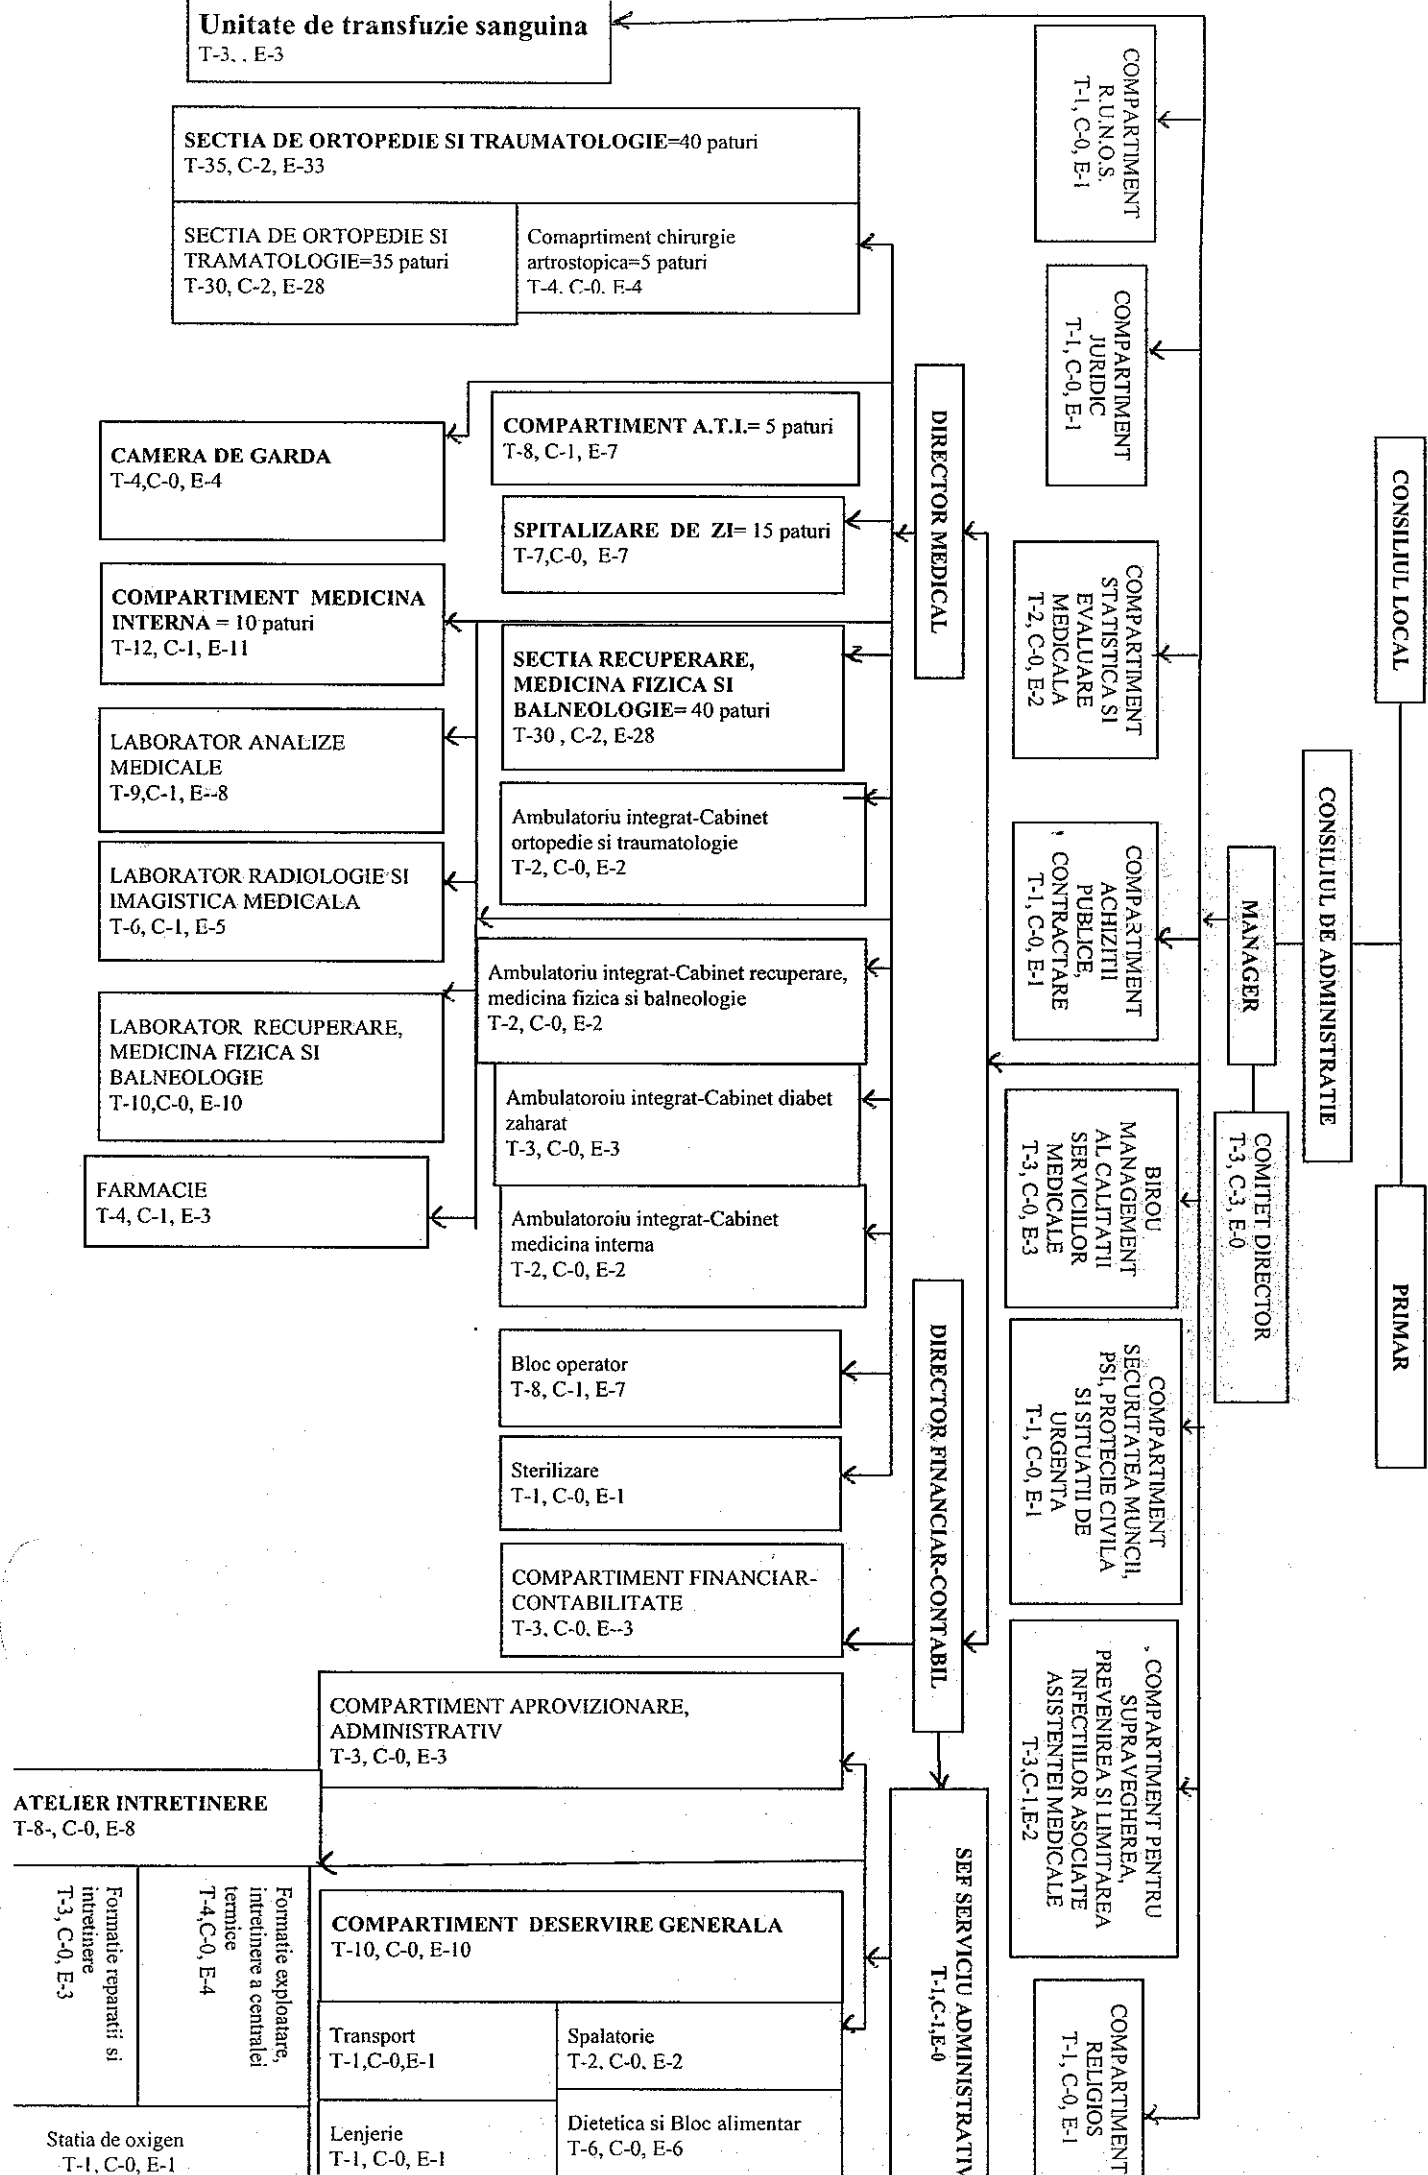 CONSILIUL LOCAL
PRIMAR
CONSILIUL DE ADMINISTRATIE
MANAGER
COMITET DIRECTOR
T-3, C-3, E-0
COMPARTIMENT
R.U.N.O.S.
T-1, C-0, E-1
COMPARTIMENT
JURIDIC
T-1, C-0, E-1
COMPARTIMENT
STATISTICA SI
EVALUARE
MEDICALA
T-2, C-0, E-2
COMPARTIMENT
ACHIZITII
PUBLICE,
CONTRACTARE
T-1, C-0, E-1
BIROU
MANAGEMENT
AL CALITATII
SERVICIILOR
MEDICALE
T-3, C-0, E-3
COMPARTIMENT
SECURITATEA MUNCII,
PSI, PROTECIE CIVILA
SI SITUATII DE
URGENTA
T-1, C-0, E-1
COMPARTIMENT PENTRU
SUPRAVEGHEREA,
PREVENIREA SI LIMITAREA
INFECTIILOR ASOCIATE
ASISTENTEI MEDICALE
T-3,C-1,E-2
COMPARTIMENT
RELIGIOS
T-1, C-0, E-1
DIRECTOR MEDICAL
DIRECTOR FINANCIAR-CONTABIL
SEF SERVICIU ADMINISTRATIV
T-1,C-1,E-0
Unitate de transfuzie sanguina
T-3. . E-3
SECTIA DE ORTOPEDIE SI TRAUMATOLOGIE=40 paturi
T-35, C-2, E-33
SECTIA DE ORTOPEDIE SI
TRAMATOLOGIE=35 paturi
T-30, C-2, E-28
Comaprtiment chirurgie
artrostopica=5 paturi
T-4. C-0. E-4
COMPARTIMENT A.T.I.= 5 paturi
T-8, C-1, E-7
CAMERA DE GARDA
T-4,C-0, E-4
SPITALIZARE DE ZI= 15 paturi
T-7,C-0, E-7
COMPARTIMENT MEDICINA
INTERNA = 10 paturi
T-12, C-1, E-11
SECTIA RECUPERARE,
MEDICINA FIZICA SI
BALNEOLOGIE= 40 paturi
T-30 , C-2, E-28
LABORATOR ANALIZE
MEDICALE
T-9,C-1, E--8
Ambulatoriu integrat-Cabinet
ortopedie si traumatologie
T-2, C-0, E-2
LABORATOR RADIOLOGIE SI
IMAGISTICA MEDICALA
T-6, C-1, E-5
Ambulatoriu integrat-Cabinet recuperare,
medicina fizica si balneologie
T-2, C-0, E-2
LABORATOR RECUPERARE,
MEDICINA FIZICA SI
BALNEOLOGIE
T-10,C-0, E-10
Ambulatoroiu integrat-Cabinet diabet
zaharat
T-3, C-0, E-3
FARMACIE
T-4, C-1, E-3
Ambulatoroiu integrat-Cabinet
medicina interna
T-2, C-0, E-2
Bloc operator
T-8, C-1, E-7
Sterilizare
T-1, C-0, E-1
COMPARTIMENT FINANCIAR-
CONTABILITATE
T-3. C-0. E--3
COMPARTIMENT APROVIZIONARE,
ADMINISTRATIV
T-3, C-0, E-3
ATELIER INTRETINERE
T-8-, C-0, E-8
Formatie exploatare,
intretinere a centralei
termice
T-4,C-0, E-4
Formatie reparatii si
intretinere
T-3, C-0, E-3
Statia de oxigen
T-1, C-0, E-1
COMPARTIMENT DESERVIRE GENERALA
T-10, C-0, E-10
Transport
T-1,C-0,E-1
Spalatorie
T-2. C-0. E-2
Lenjerie
T-1, C-0, E-1
Dietetica si Bloc alimentar
T-6, C-0, E-6